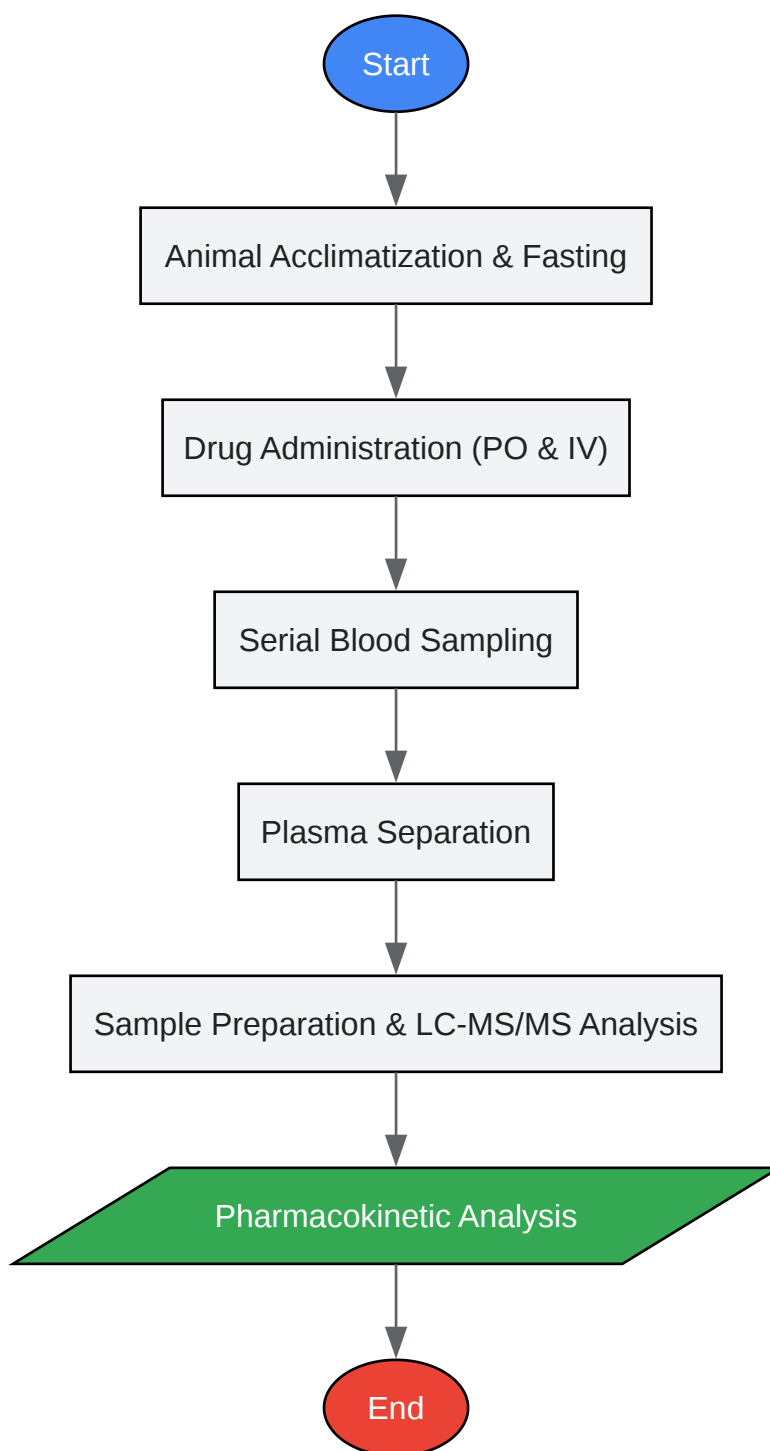 Start
Animal Acclimatization & Fasting
Drug Administration (PO & IV)
Serial Blood Sampling
Plasma Separation
Sample Preparation & LC-MS/MS Analysis
Pharmacokinetic Analysis
End